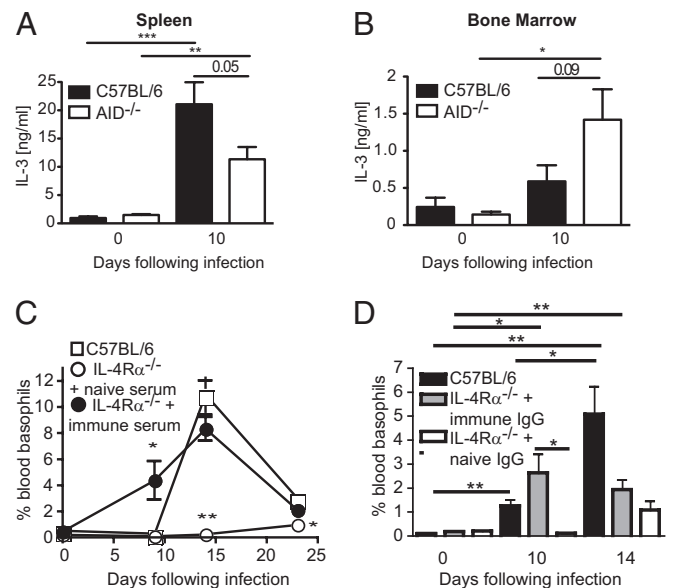 A
Spleen
***
**
0.05
25
20
15
10
5
0
IL-3 [ng/ml]
C57BL/6
AID-/-
0
10
Days following infection
B
Bone Marrow
*
0.09
2
1.5
1.0
0.5
0
IL-3 [ng/ml]
C57BL/6
AID-/-
0
10
Days following infection
C
C57BL/6
IL-4Rα-/-
+ naive serum
IL-4Rα-/- +
immune serum
12
10
8
6
4
2
0
% blood basophils
*
**
*
0
5
10
15
20
25
Days following infection
D
**
*
**
*
**
*
7
6
5
4
3
2
1
0
% blood basophils
C57BL/6
IL-4Rα-/- +
immune IgG
IL-4Rα-/- +
naive IgG
0
10
14
Days following infection